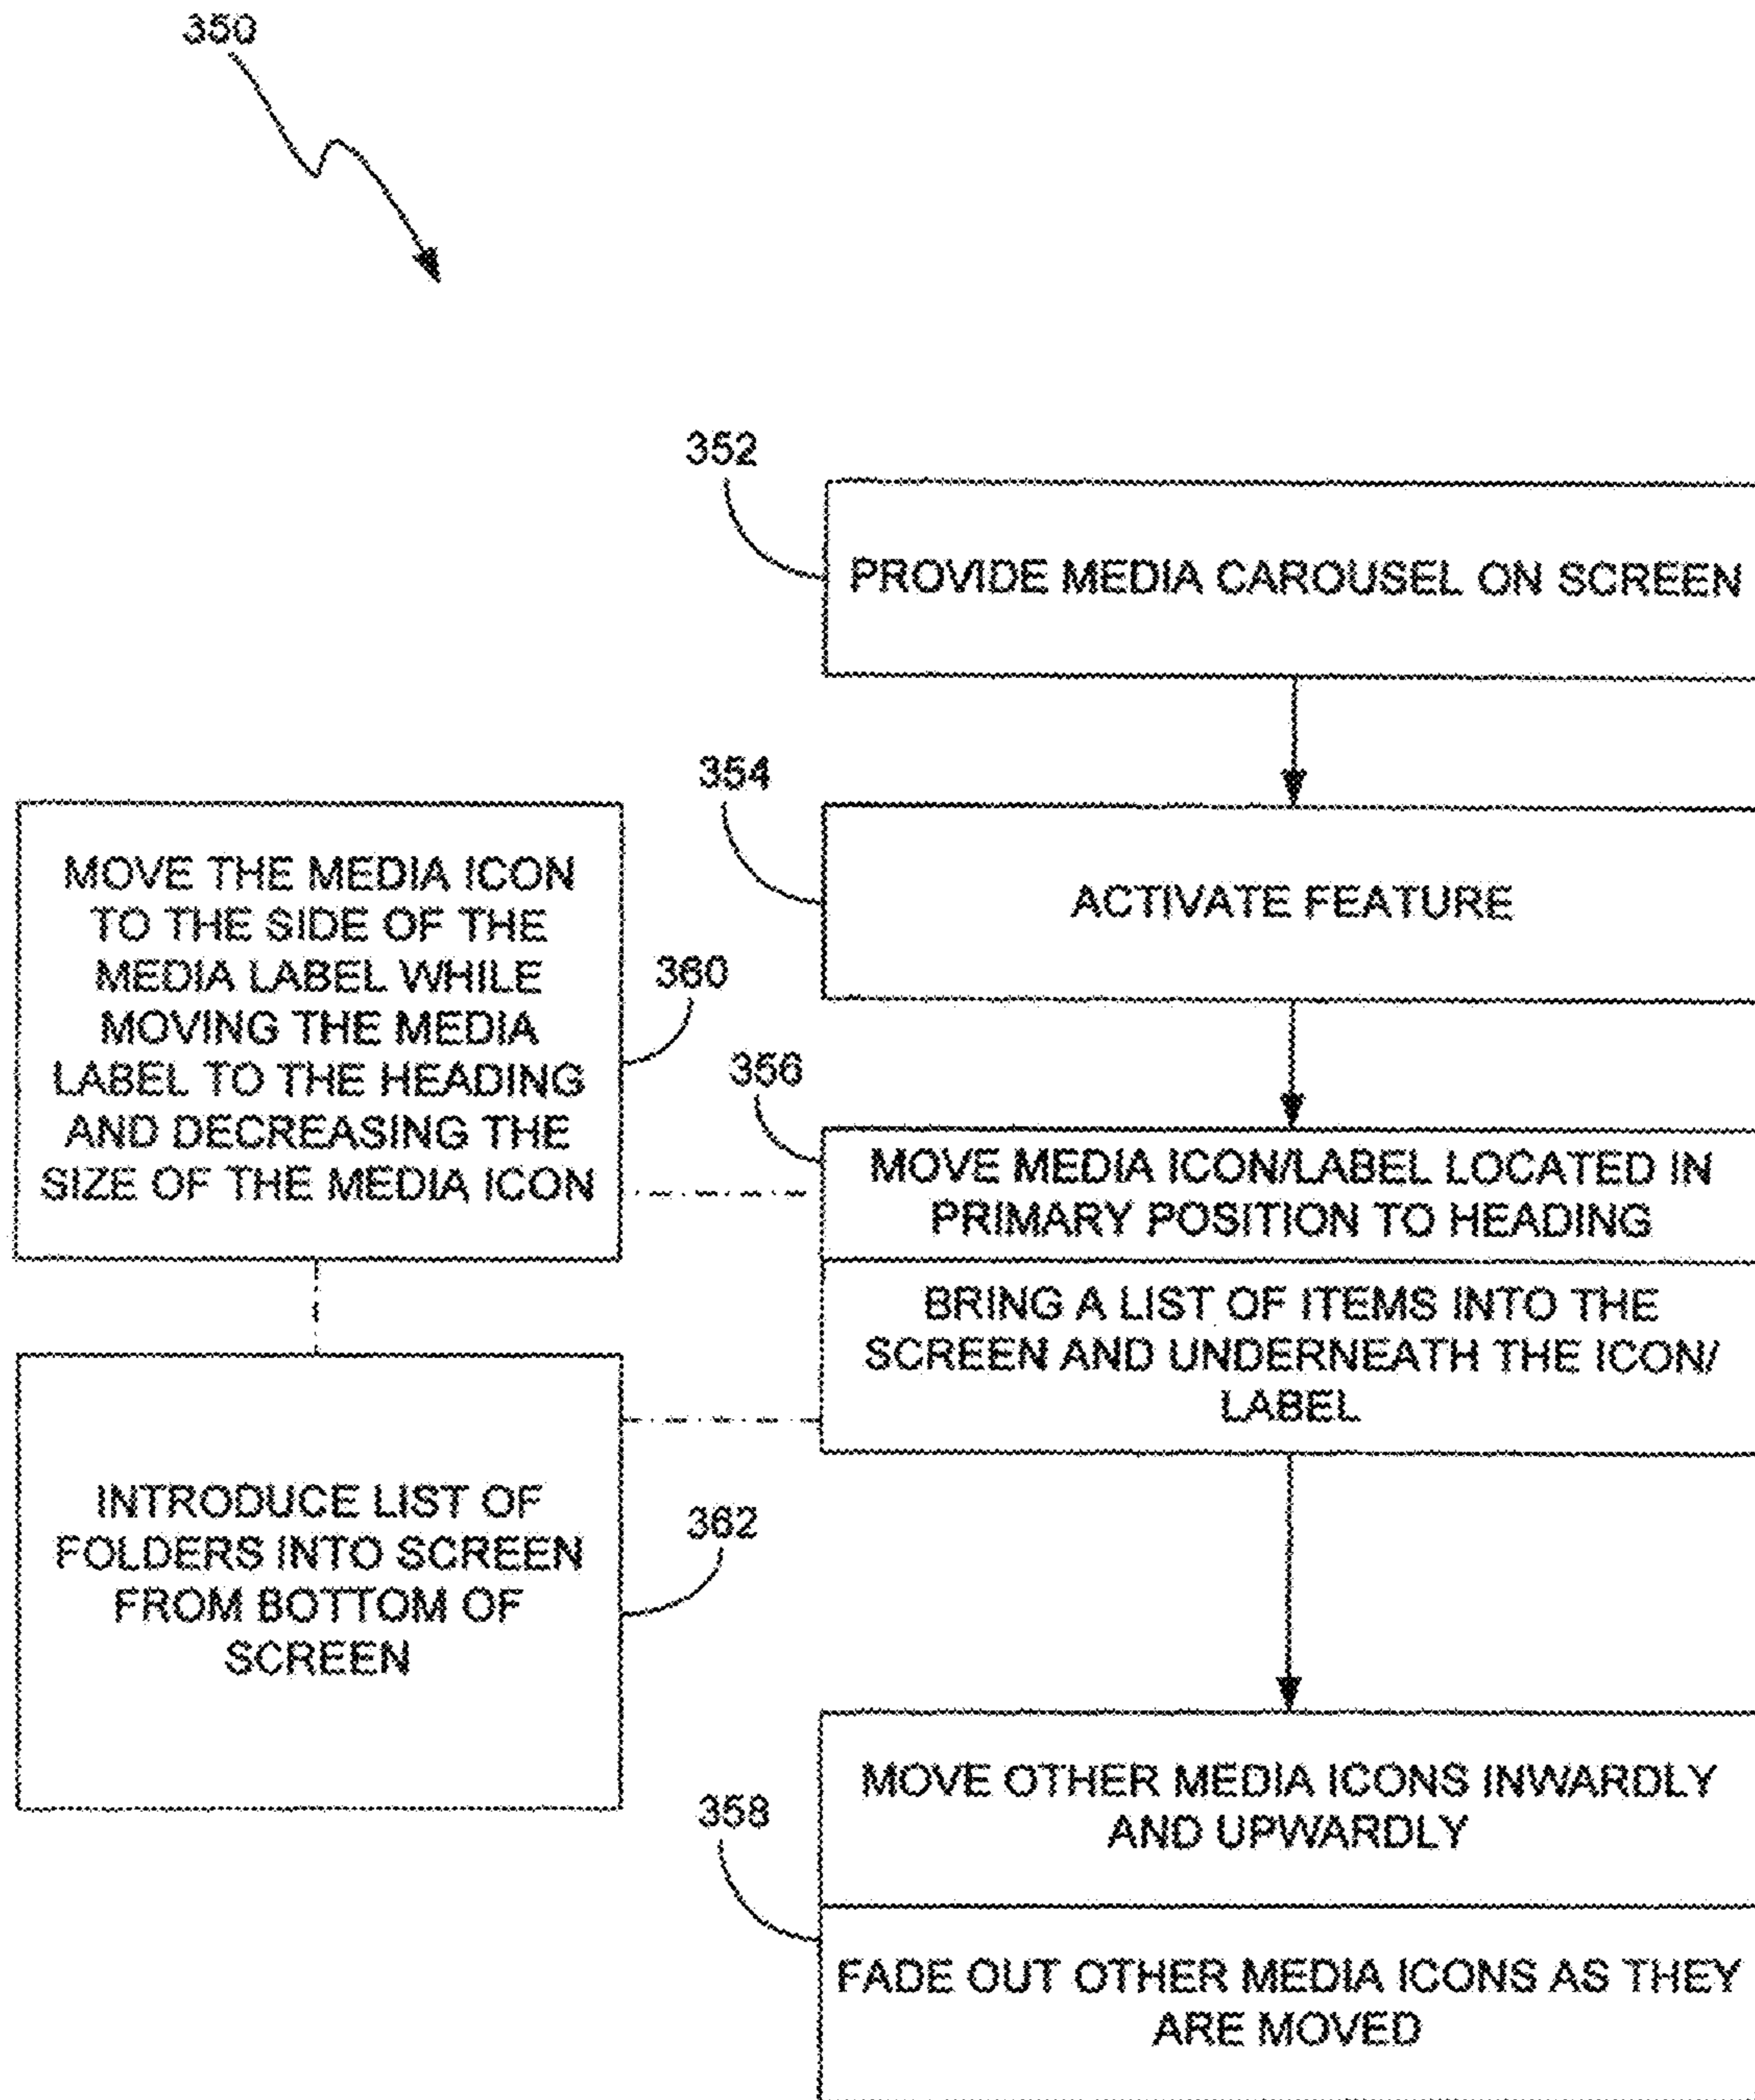 350
352
PROVIDE MEDIA CAROUSEL ON SCREEN
354
ACTIVATE FEATURE
MOVE THE MEDIA ICON
TO THE SIDE OF THE
MEDIA LABEL WHILE
MOVING THE MEDIA
LABEL TO THE HEADING
AND DECREASING THE
SIZE OF THE MEDIA ICON
360
356
MOVE MEDIA ICON/LABEL LOCATED IN
PRIMARY POSITION TO HEADING
BRING A LIST OF ITEMS INTO THE
SCREEN AND UNDERNEATH THE ICON/
LABEL
INTRODUCE LIST OF
FOLDERS INTO SCREEN
FROM BOTTOM OF
SCREEN
362
358
MOVE OTHER MEDIA ICONS INWARDLY
AND UPWARDLY
FADE OUT OTHER MEDIA ICONS AS THEY
ARE MOVED